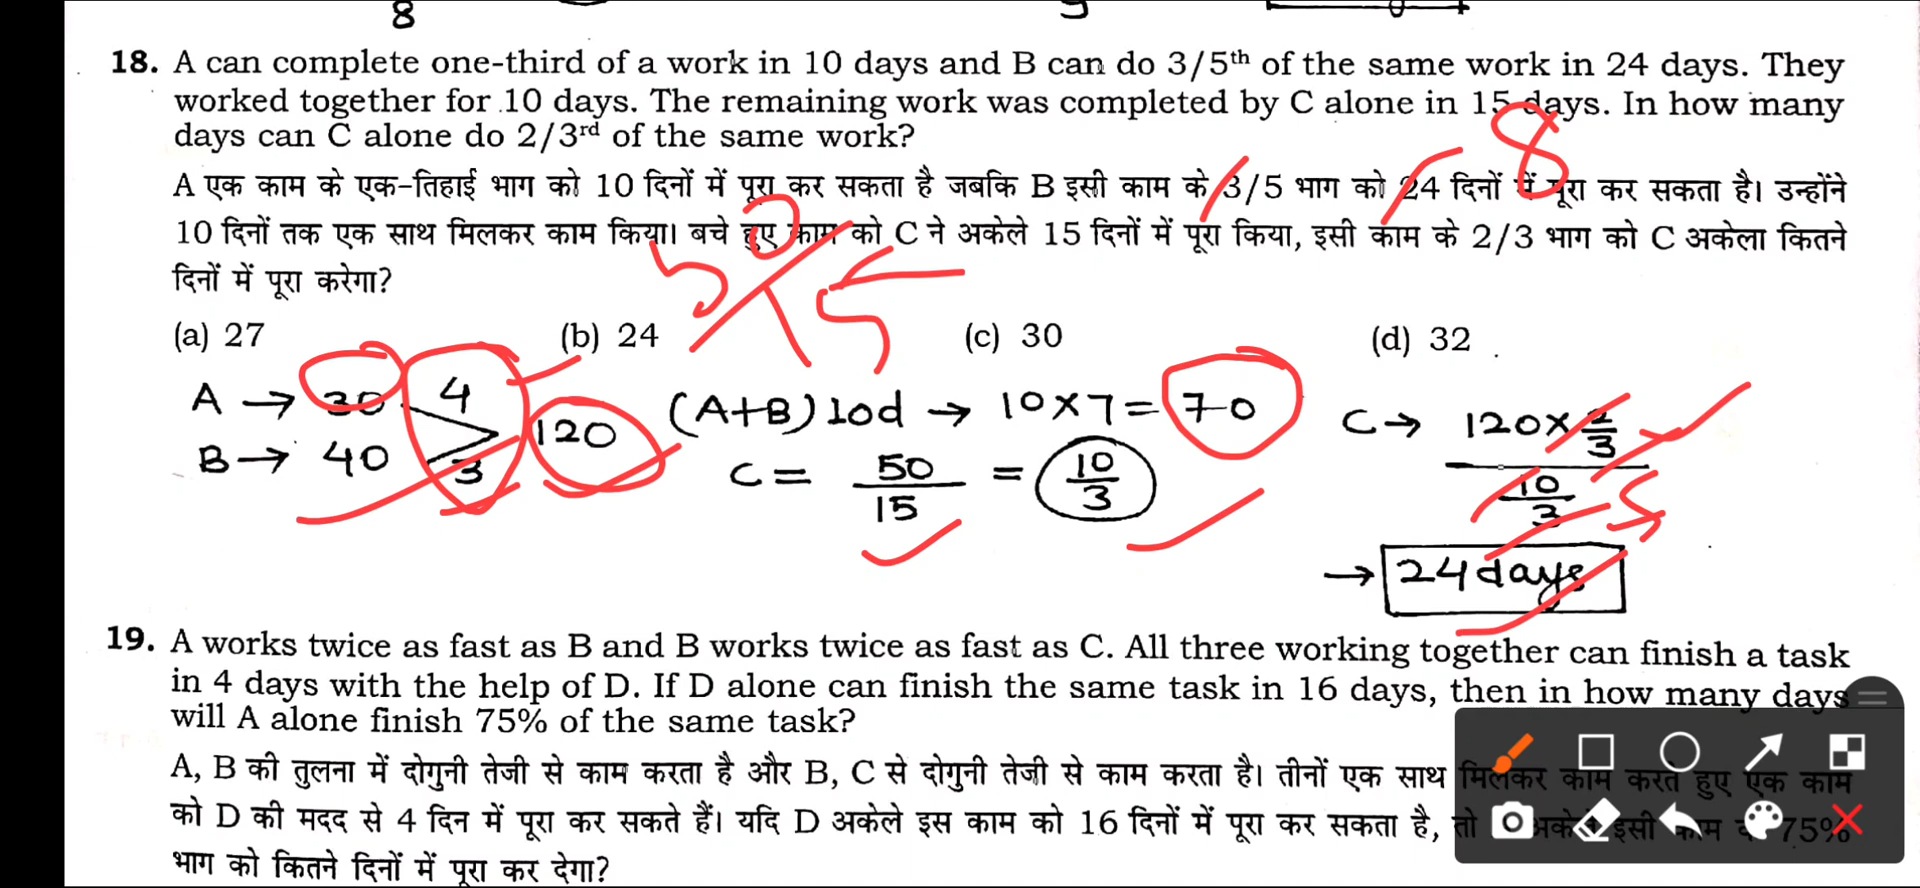 8
18. A can complete one-third of a work in 10 days and B can do 3/5th of the same work in 24 days. They
worked together for 10 days. The remaining work was completed by C alone in 15 days. In how many
days can C alone do 2/3rd of the same work?
8
A एक काम के एक-तिहाई भाग को 10 दिनों में पूरा कर सकता है जबकि B इसी काम के 3/5 भाग को 24 दिनों में पूरा कर सकता है। उन्होंने
10 दिनों तक एक साथ मिलकर काम किया। बचे हुए काम को C ने अकेले 15 दिनों में पूरा किया, इसी काम के 2/3 भाग को C अकेला कितने
दिनों में पूरा करेगा?
50
15
(a) 27 (b) 24 (c) 30 (d) 32
A → 30 4
B → 40 3
120
(A+B) 10d → 10×7 = 70
C = 50/15 = 10/3
C → 120×2/3
10/3
5
→ 24 days
19. A works twice as fast as B and B works twice as fast as C. All three working together can finish a task
in 4 days with the help of D. If D alone can finish the same task in 16 days, then in how many days
will A alone finish 75% of the same task?
A, B की तुलना में दोगुनी तेजी से काम करता है और B, C से दोगुनी तेजी से काम करता है। तीनों एक साथ मिलकर काम करते हुए एक काम
को D की मदद से 4 दिन में पूरा कर सकते हैं। यदि D अकेले इस काम को 16 दिनों में पूरा कर सकता है, तो इसी काम 75%
भाग को कितने दिनों में पूरा कर देगा?